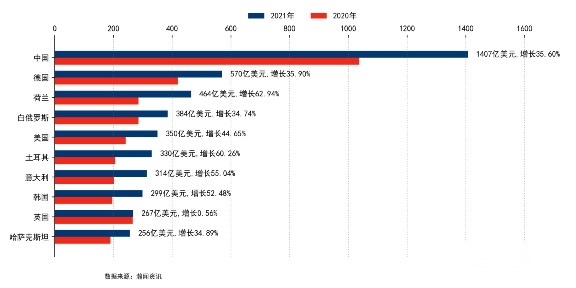 2021年 2020年
0 200 400 600 800 1000 1200 1400 1600
中国 1407亿美元, 增长35.60%
德国 570亿美元, 增长35.90%
荷兰 464亿美元, 增长62.94%
白俄罗斯 384亿美元, 增长34.74%
美国 350亿美元, 增长44.65%
土耳其 330亿美元, 增长60.26%
意大利 314亿美元, 增长55.04%
韩国 299亿美元, 增长52.48%
英国 267亿美元, 增长0.56%
哈萨克斯坦 256亿美元, 增长34.89%
数据来源: 瀚闻资讯